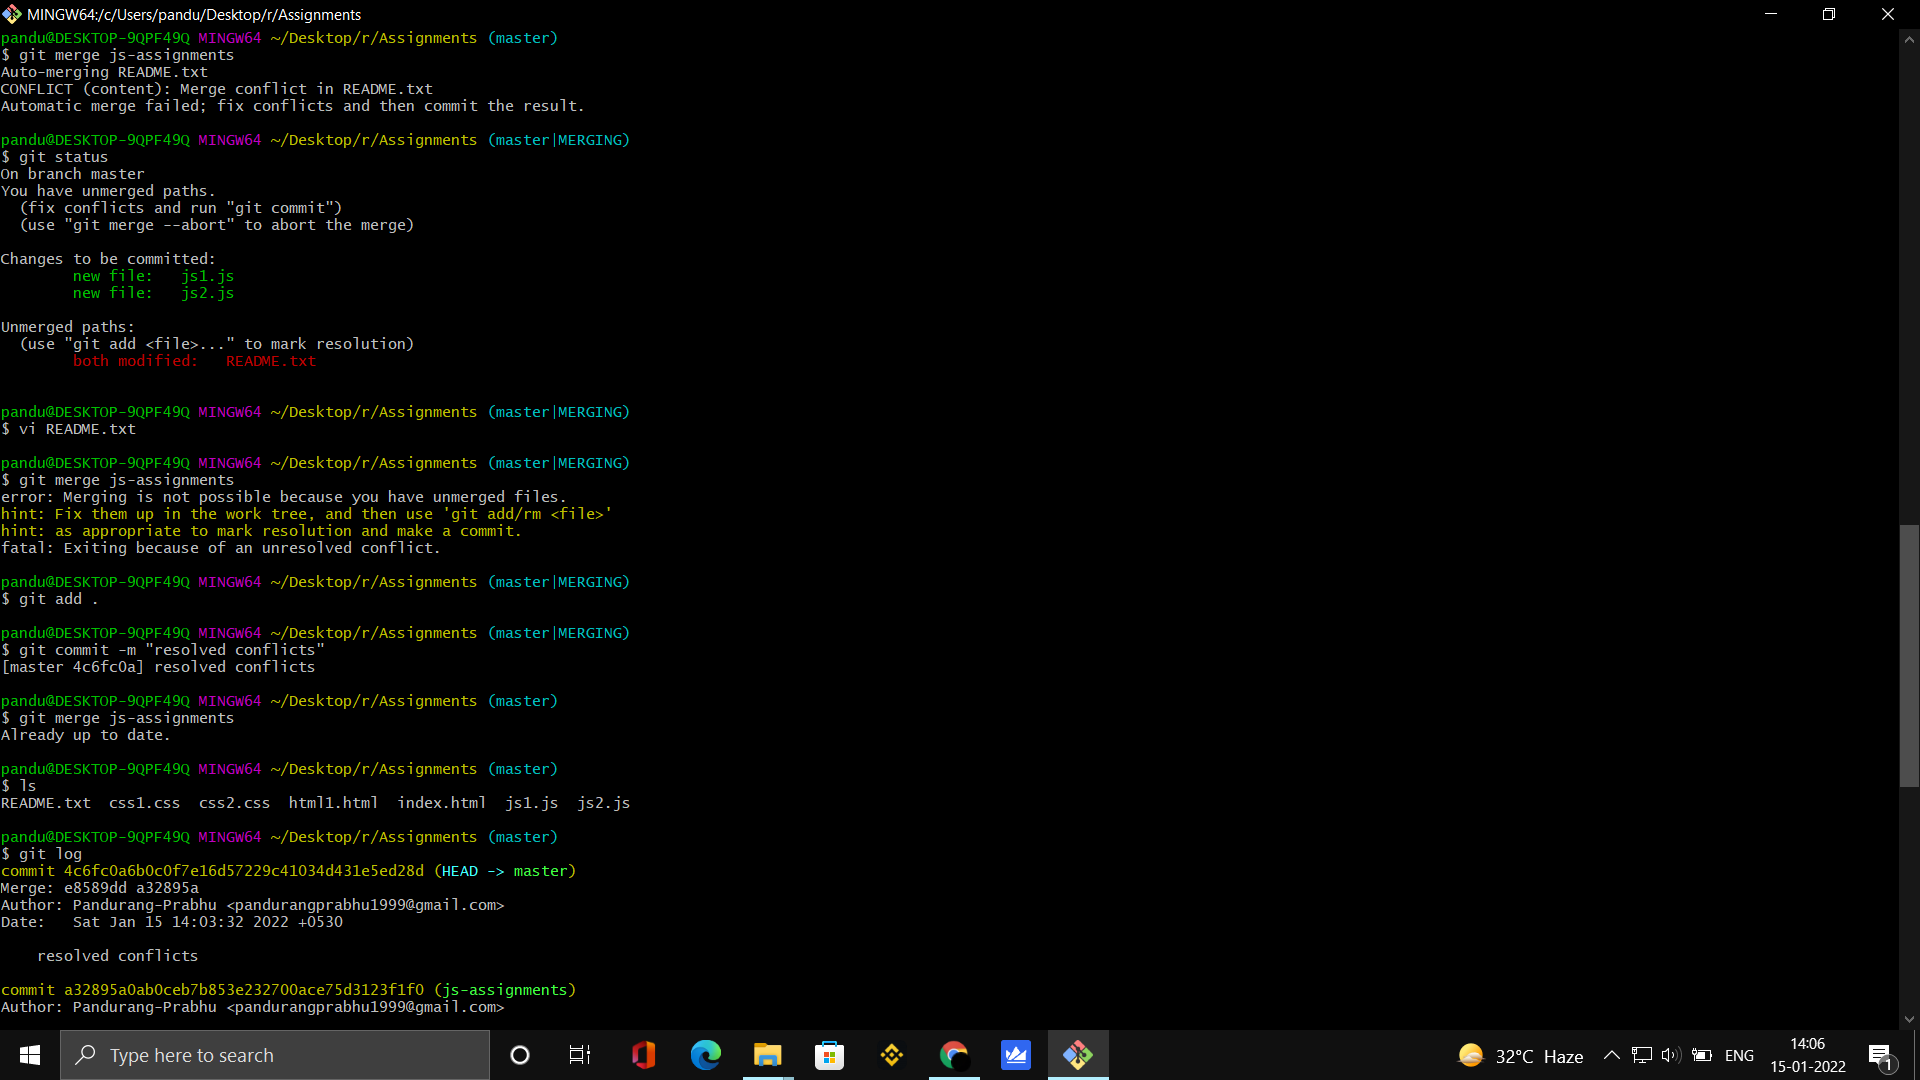 MINGW64:/c/Users/pandu/Desktop/r/Assignments
pandu@DESKTOP-9QPF49Q MINGW64 ~/Desktop/r/Assignments (master)
$ git merge js-assignments
Auto-merging README.txt
CONFLICT (content): Merge conflict in README.txt
Automatic merge failed; fix conflicts and then commit the result.
pandu@DESKTOP-9QPF49Q MINGW64 ~/Desktop/r/Assignments (master|MERGING)
$ git status
On branch master
You have unmerged paths.
  (fix conflicts and run "git commit")
  (use "git merge --abort" to abort the merge)
Changes to be committed:
        new file:   js1.js
        new file:   js2.js
Unmerged paths:
  (use "git add <file>..." to mark resolution)
        both modified:   README.txt
pandu@DESKTOP-9QPF49Q MINGW64 ~/Desktop/r/Assignments (master|MERGING)
$ vi README.txt
pandu@DESKTOP-9QPF49Q MINGW64 ~/Desktop/r/Assignments (master|MERGING)
$ git merge js-assignments
error: Merging is not possible because you have unmerged files.
hint: Fix them up in the work tree, and then use 'git add/rm <file>'
hint: as appropriate to mark resolution and make a commit.
fatal: Exiting because of an unresolved conflict.
pandu@DESKTOP-9QPF49Q MINGW64 ~/Desktop/r/Assignments (master|MERGING)
$ git add .
pandu@DESKTOP-9QPF49Q MINGW64 ~/Desktop/r/Assignments (master|MERGING)
$ git commit -m "resolved conflicts"
[master 4c6fc0a] resolved conflicts
pandu@DESKTOP-9QPF49Q MINGW64 ~/Desktop/r/Assignments (master)
$ git merge js-assignments
Already up to date.
pandu@DESKTOP-9QPF49Q MINGW64 ~/Desktop/r/Assignments (master)
$ ls
README.txt  css1.css  css2.css  html1.html  index.html  js1.js  js2.js
pandu@DESKTOP-9QPF49Q MINGW64 ~/Desktop/r/Assignments (master)
$ git log
commit 4c6fc0a6b0c0f7e16d57229c41034d431e5ed28d (HEAD -> master)
Merge: e8589dd a32895a
Author: Pandurang-Prabhu <pandurangprabhu1999@gmail.com>
Date:   Sat Jan 15 14:03:32 2022 +0530
    resolved conflicts
commit a32895a0ab0ceb7b853e232700ace75d3123f1f0 (js-assignments)
Author: Pandurang-Prabhu <pandurangprabhu1999@gmail.com>
Type here to search
32°C Haze
ENG
14:06
15-01-2022
1